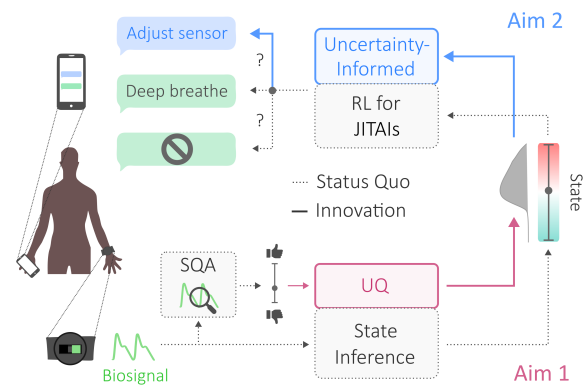 Adjust sensor
?
Deep breathe
?
Uncertainty-
Informed
RL for
JITAIs
Aim 2
Status Quo
Innovation
State
SQA
UQ
State
Inference
Biosignal
Aim 1